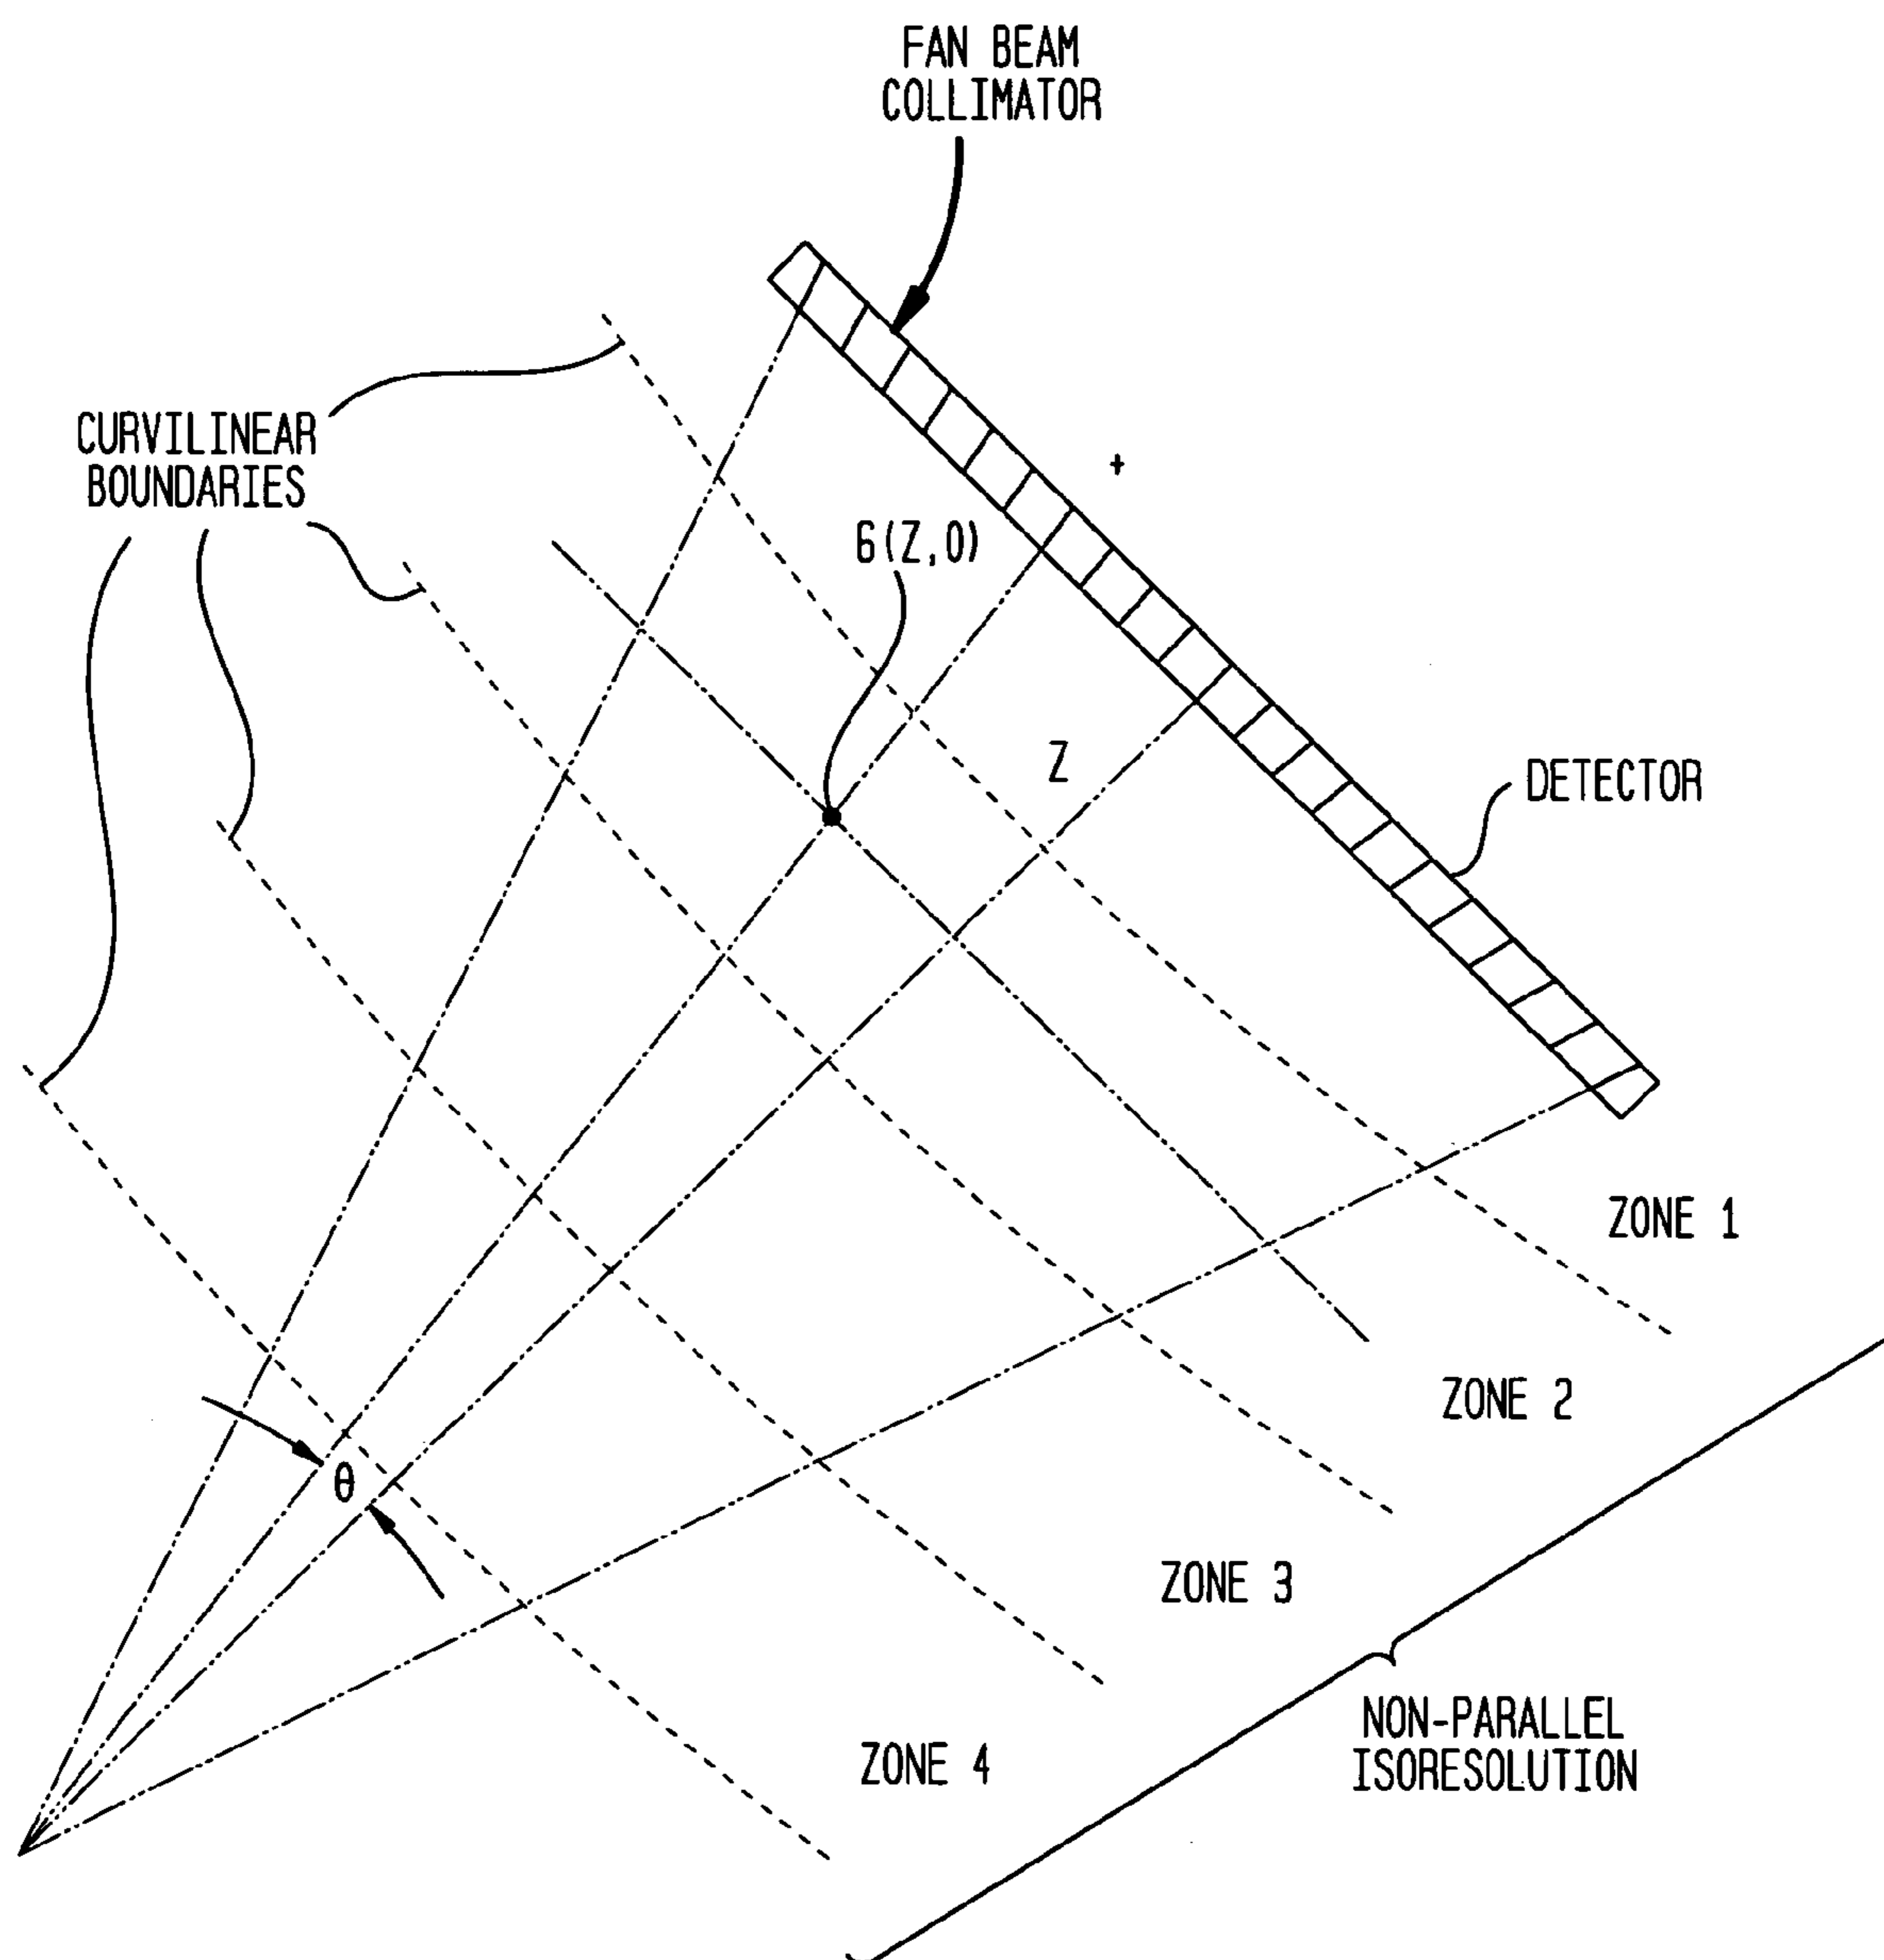 FAN BEAM
COLLIMATOR
CURVILINEAR
BOUNDARIES
+
6(Z,0)
Z
DETECTOR
ZONE 1
ZONE 2
θ
ZONE 3
NON-PARALLEL
ISORESOLUTION
ZONE 4